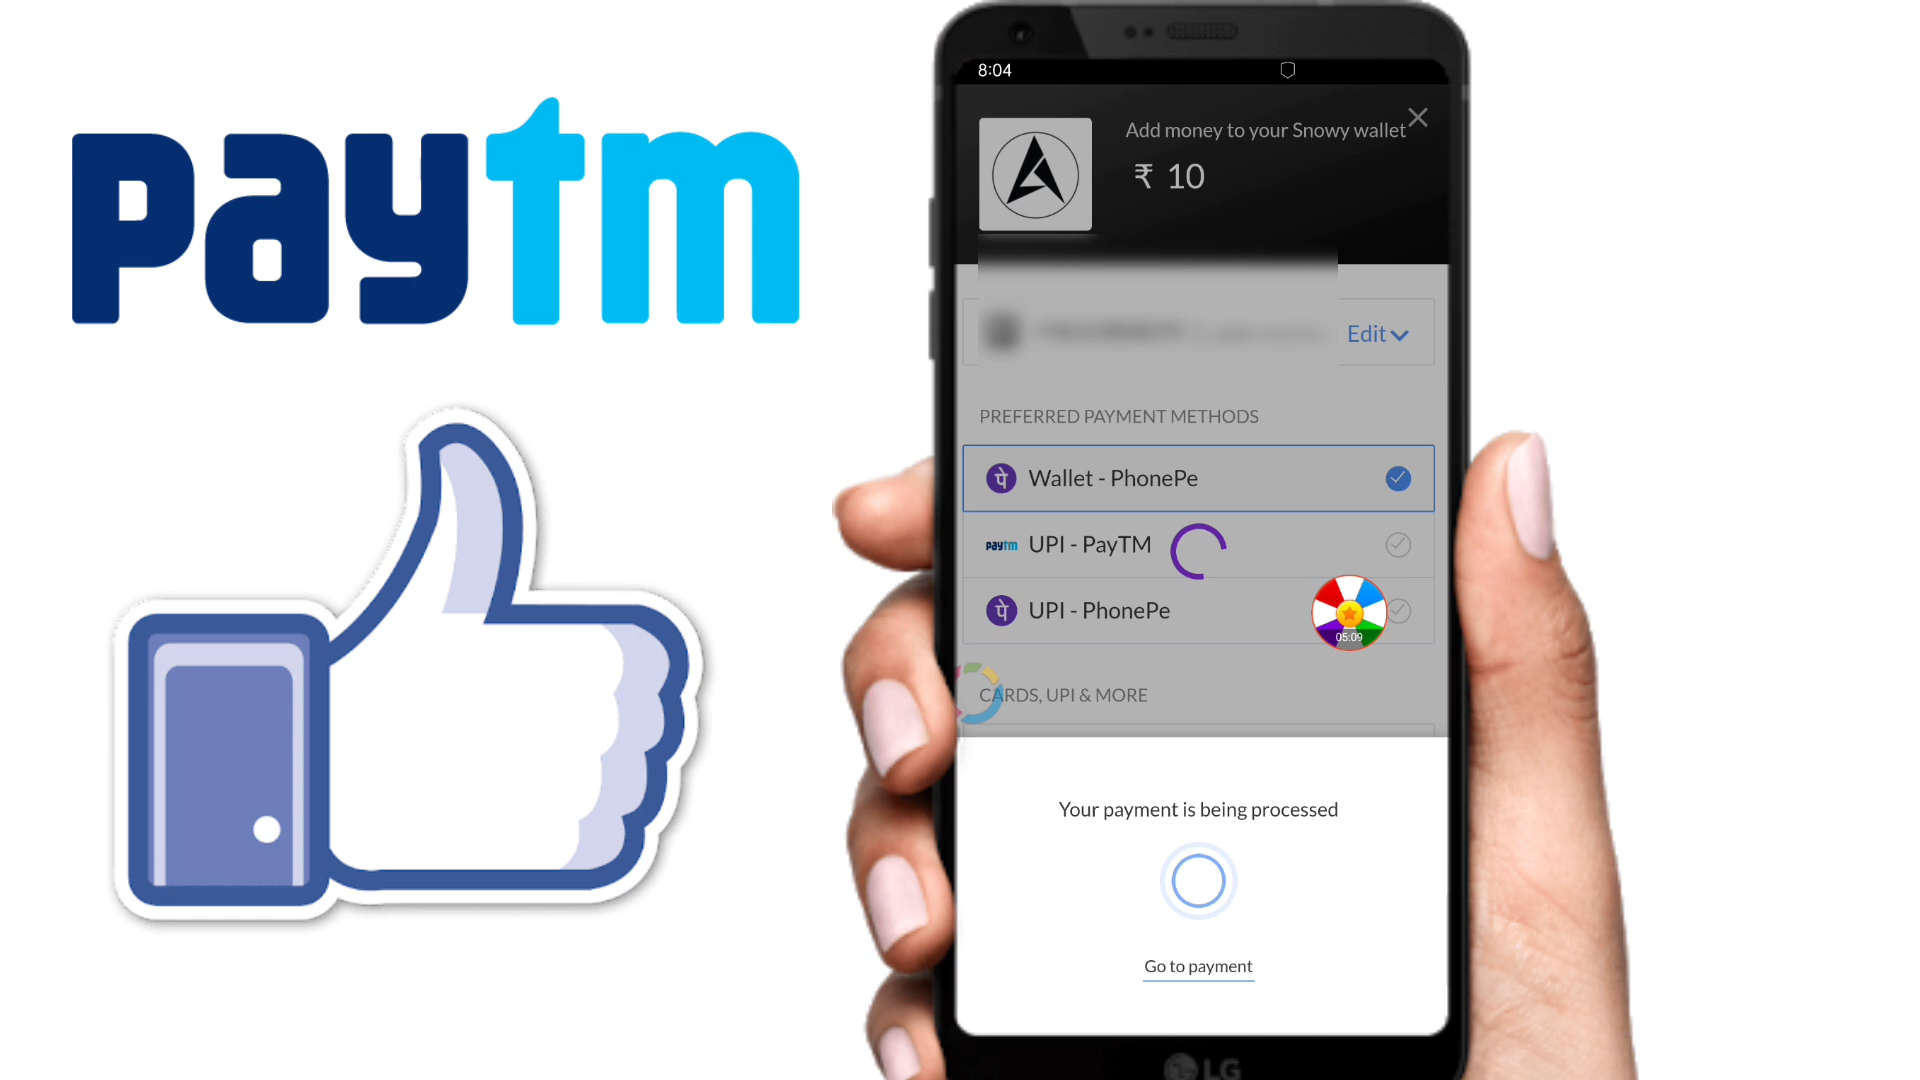 paytm
8:04
Add money to your Snowy wallet
₹ 10
Edit
PREFERRED PAYMENT METHODS
पे Wallet - PhonePe
paytm UPI - PayTM
पे UPI - PhonePe
05:09
CARDS, UPI & MORE
Your payment is being processed
Go to payment
LG